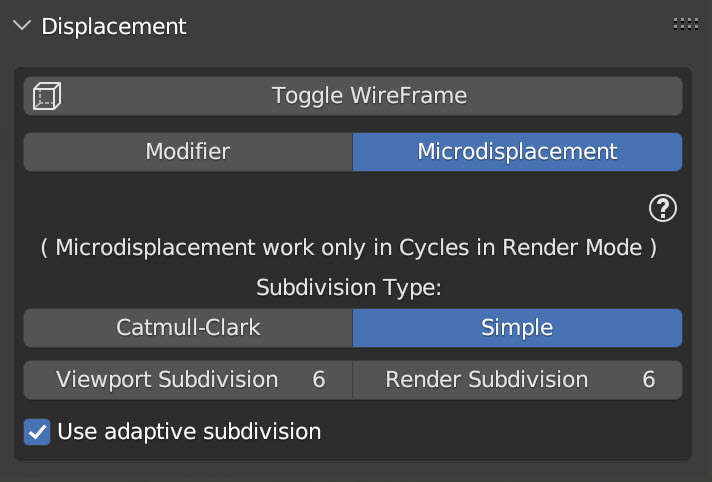 Displacement
Toggle WireFrame
Modifier Microdisplacement
?
( Microdisplacement work only in Cycles in Render Mode )
Subdivision Type:
Catmull-Clark Simple
Viewport Subdivision 6 Render Subdivision 6
Use adaptive subdivision